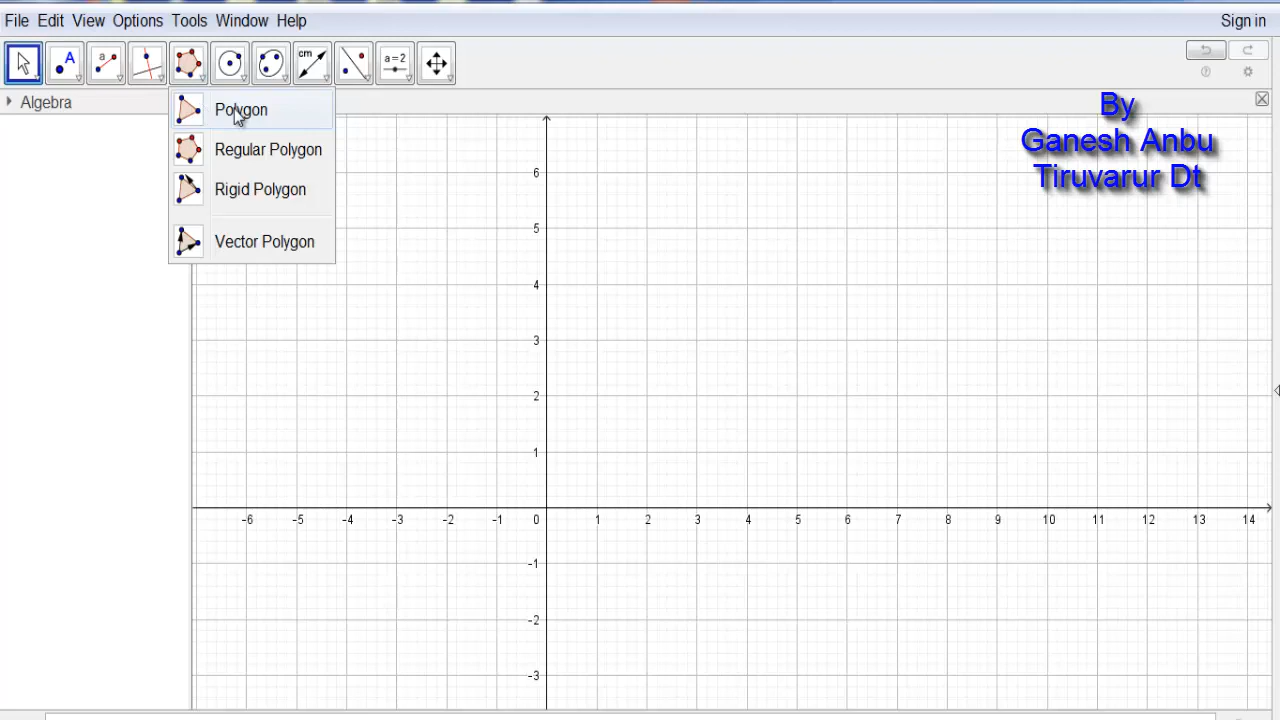 File Edit View Options Tools Window Help Sign in
A a cm a=2
Algebra
Polygon
Regular Polygon
Rigid Polygon
Vector Polygon
By
Ganesh Anbu
Tiruvarur Dt
6
5
4
3
2
1
-6 -5 -4 -3 -2 -1 0 1 2 3 4 5 6 7 8 9 10 11 12 13 14
-1
-2
-3